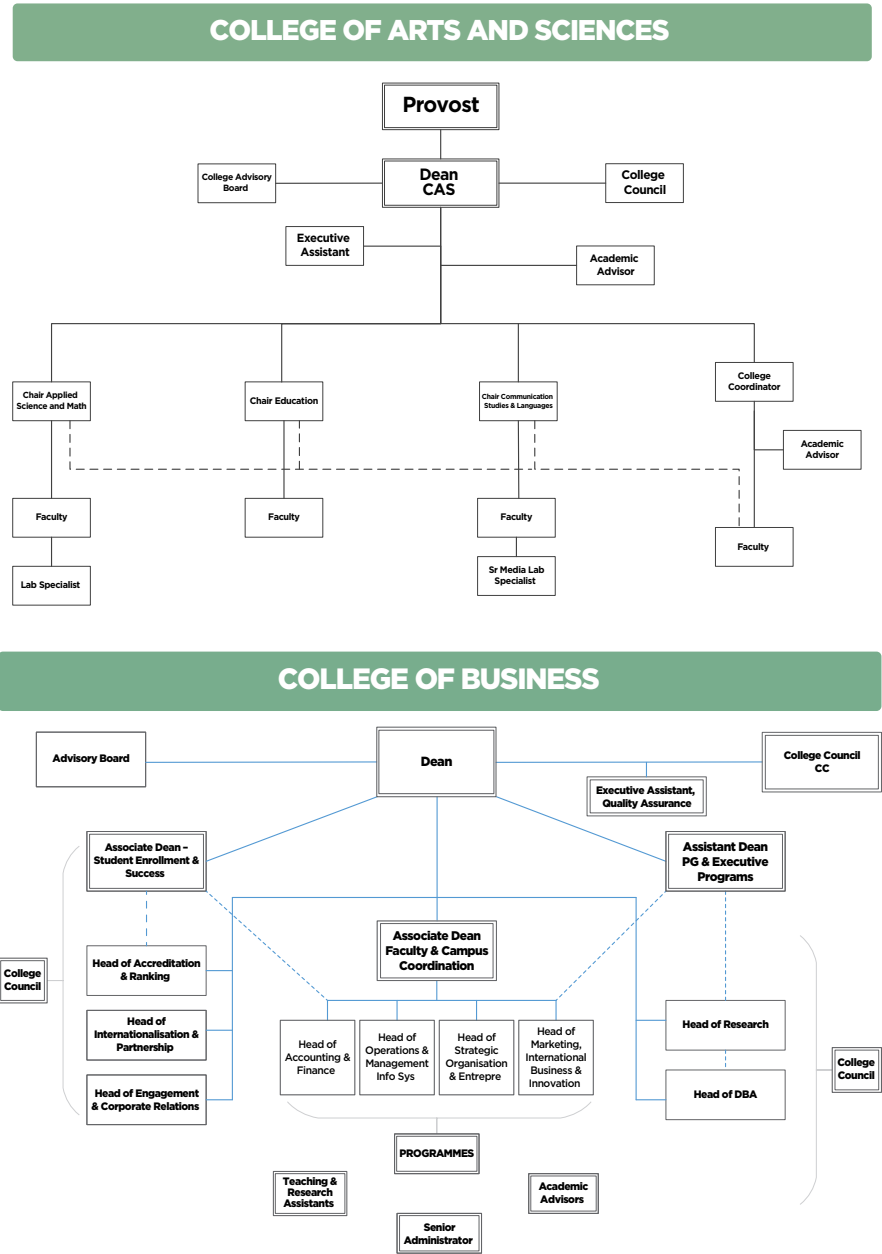 COLLEGE OF ARTS AND SCIENCES
Provost
Dean
CAS
College Advisory
Board
College
Council
Executive
Assistant
Academic
Advisor
Chair Applied
Science and Math
Chair Education
Chair Communication
Studies & Languages
College
Coordinator
Academic
Advisor
Faculty
Faculty
Faculty
Faculty
Lab Specialist
Sr Media Lab
Specialist
COLLEGE OF BUSINESS
Advisory Board
Dean
College Council
CC
Executive Assistant,
Quality Assurance
Associate Dean –
Student Enrollment &
Success
Assistant Dean
PG & Executive
Programs
Associate Dean
Faculty & Campus
Coordination
College
Council
Head of Accreditation
& Ranking
Head of
Internationalisation &
Partnership
Head of Engagement
& Corporate Relations
Head of
Accounting &
Finance
Head of
Operations &
Management
Info Sys
Head of
Strategic
Organisation
& Entrepre
Head of
Marketing,
International
Business &
Innovation
Head of Research
Head of DBA
College
Council
PROGRAMMES
Teaching &
Research
Assistants
Academic
Advisors
Senior
Administrator